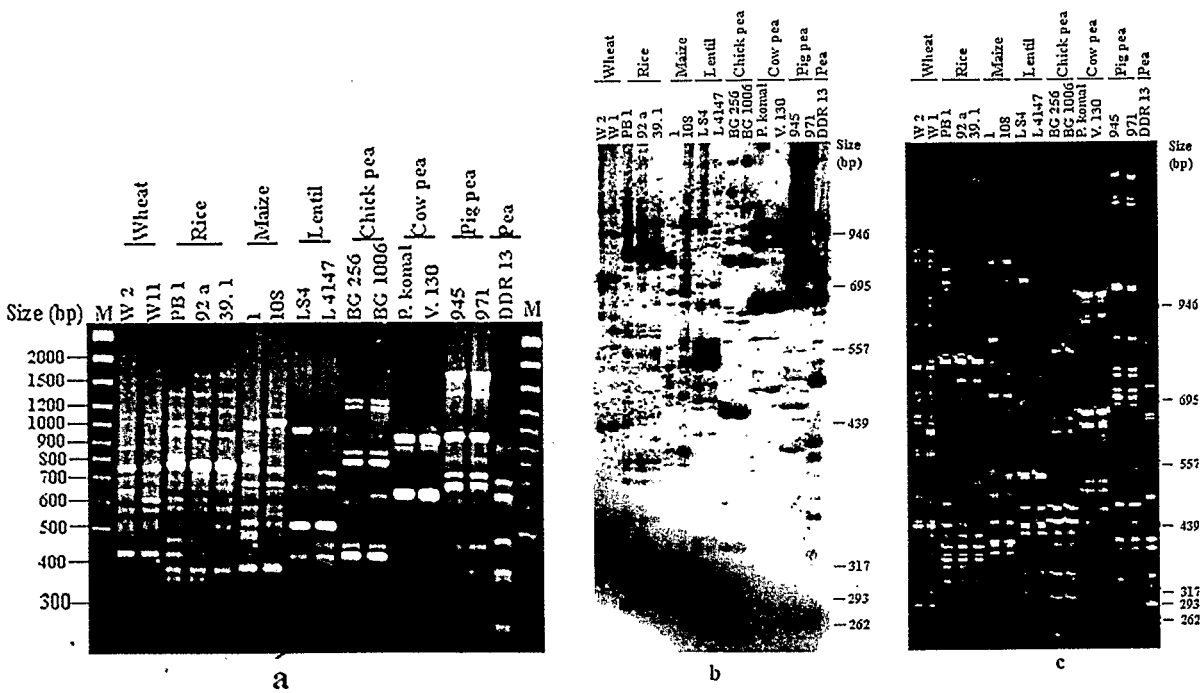 Wheat Rice Maize Lentil Chick pea Cow pea Pig pea Pea
Size (bp) M W 2 W11 PB 1 92 a 39. 1 1 108 LS4 L 4147 BG 256 BG 1006 P. komal V. 130 945 971 DDR 13 M
2000
1500
1200
1000
900
800
700
600
500
400
300
a
Wheat Rice Maize Lentil Chick pea Cow pea Pig pea Pea
W 2 W 1 PB 1 92 a 39. 1 1 108 LS4 L 4147 BG 256 BG 1006 P. komal V. 130 945 971 DDR 13
Size
(bp)
946
695
557
439
317
293
262
b
Wheat Rice Maize Lentil Chick pea Cow pea Pig pea Pea
W 2 W 1 PB 1 92 a 39. 1 1 108 LS4 L 4147 BG 256 BG 1006 P. komal V. 130 945 971 DDR 13
Size
(bp)
946
695
557
439
317
293
262
c